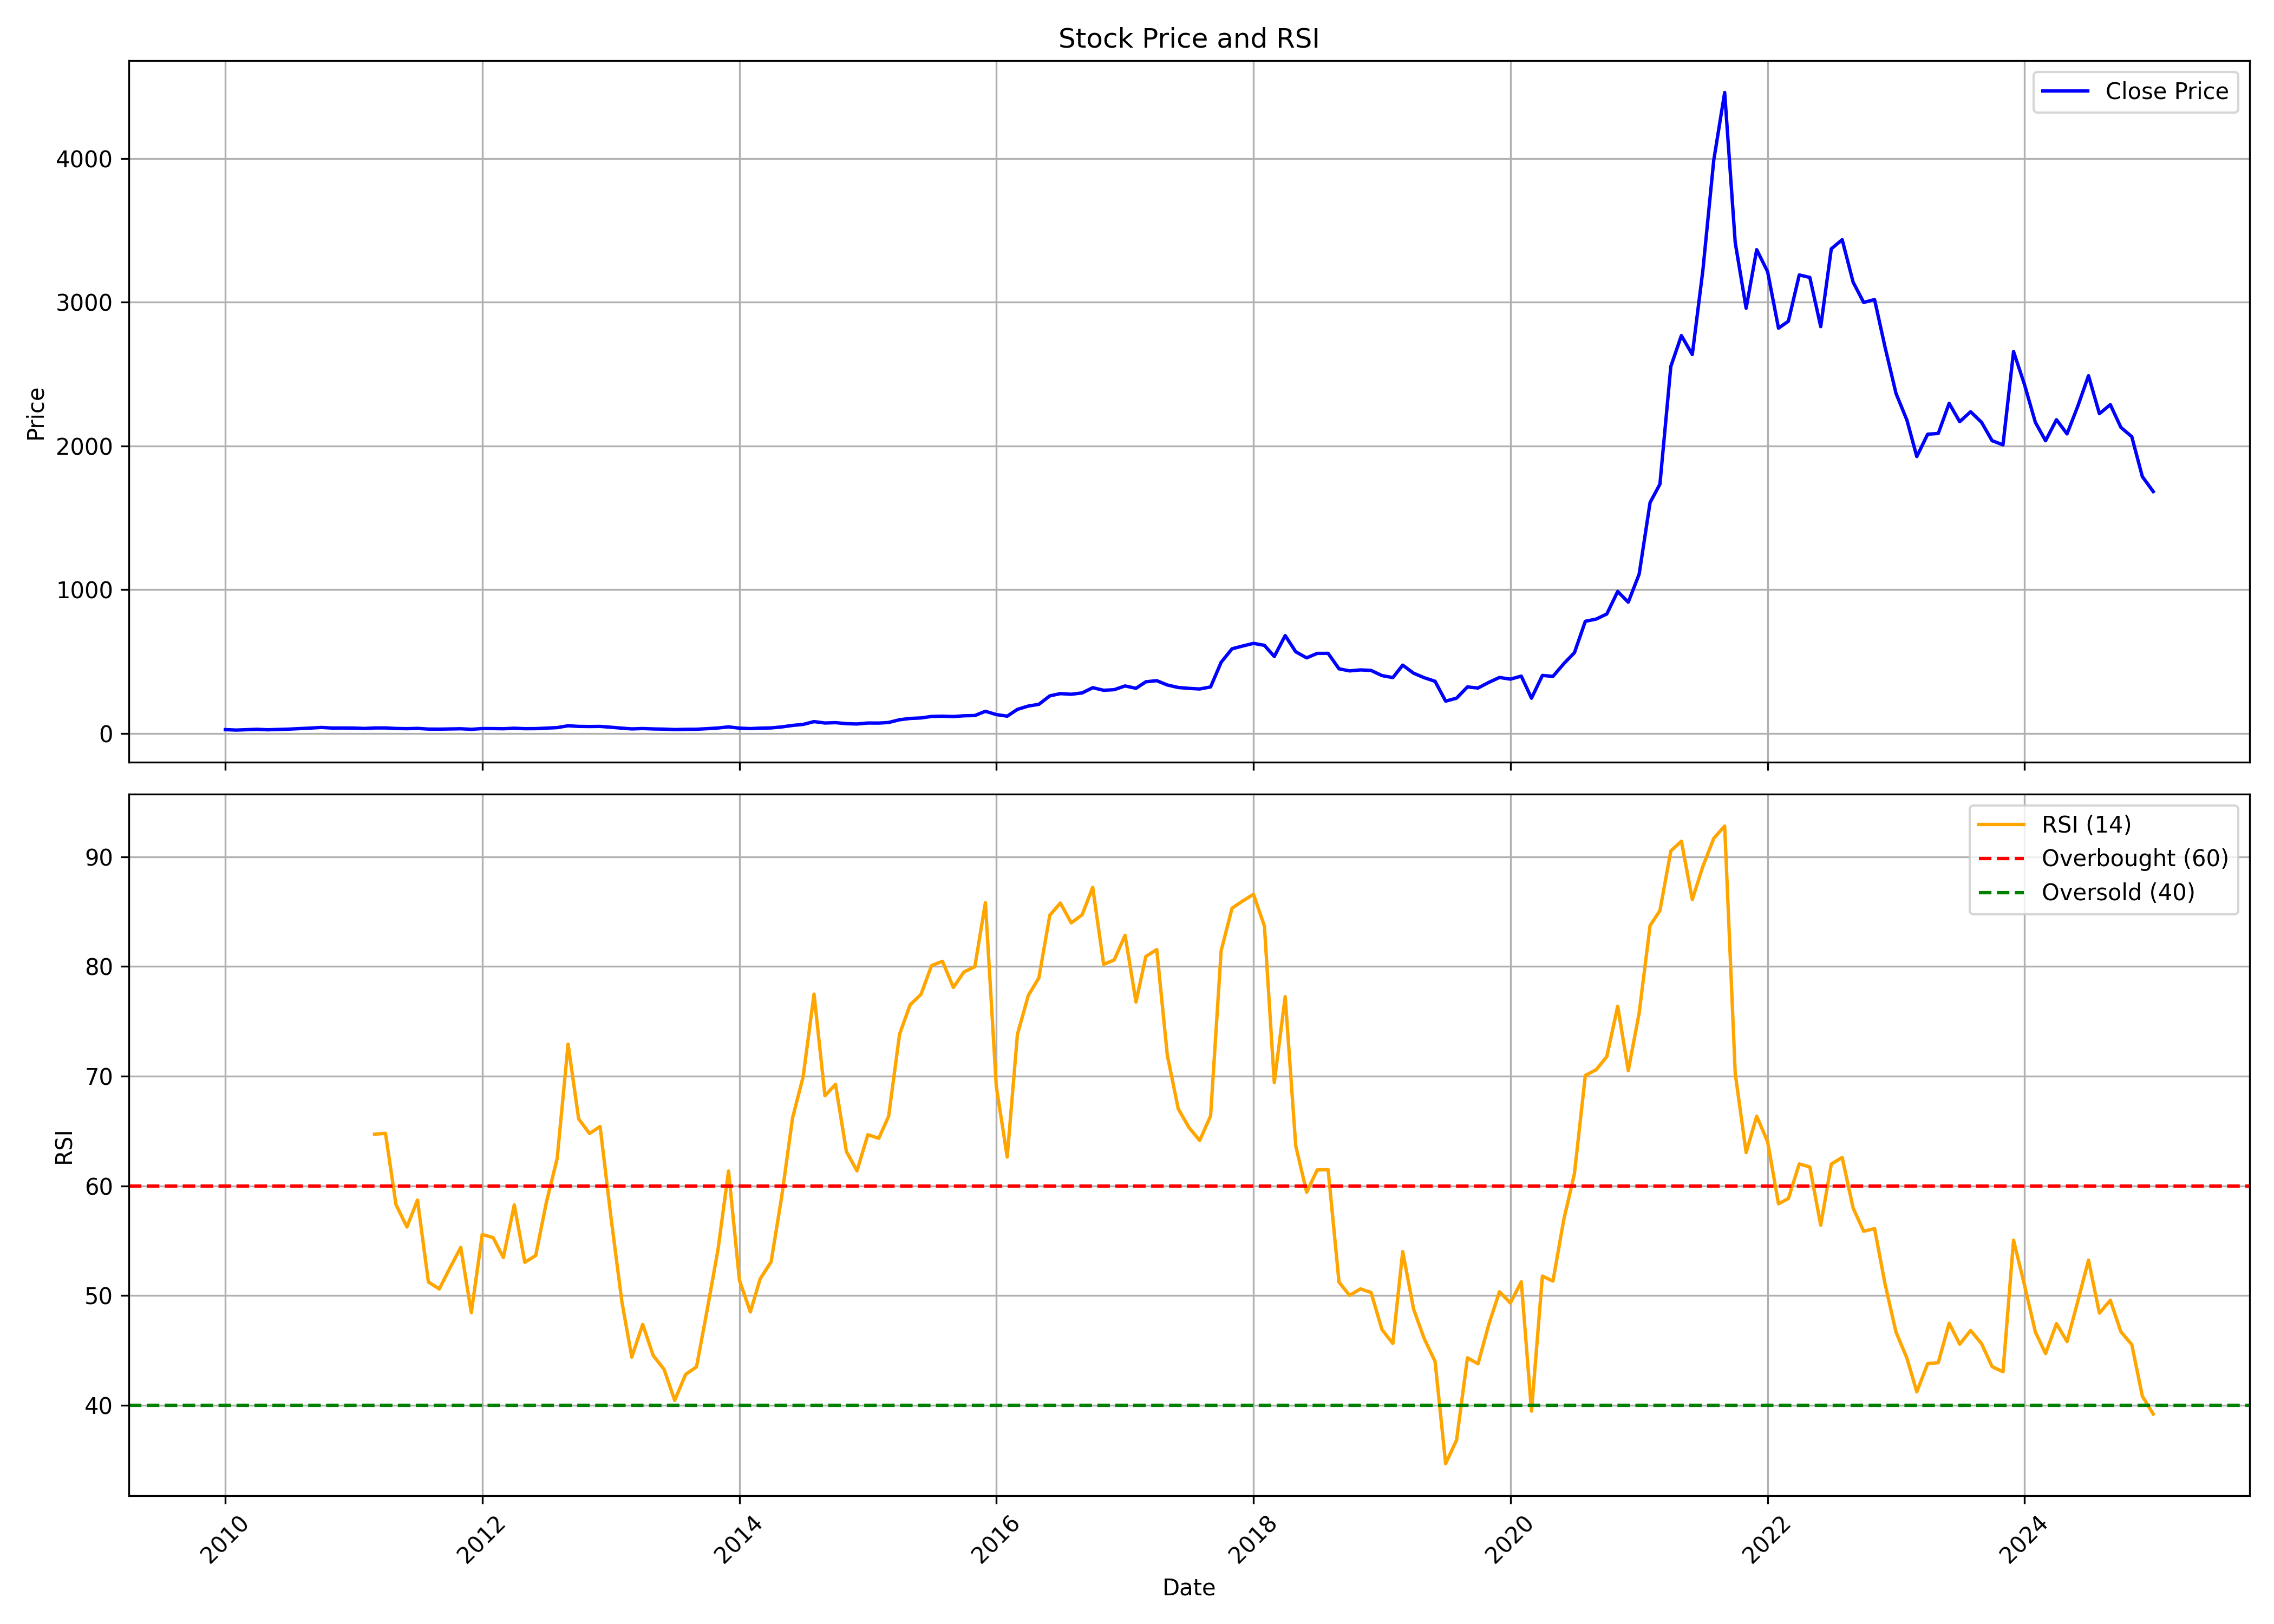 Stock Price and RSI
Close Price
Price
4000
3000
2000
1000
0
RSI (14)
Overbought (60)
Oversold (40)
RSI
90
80
70
60
50
40
2010
2012
2014
2016
2018
2020
2022
2024
Date